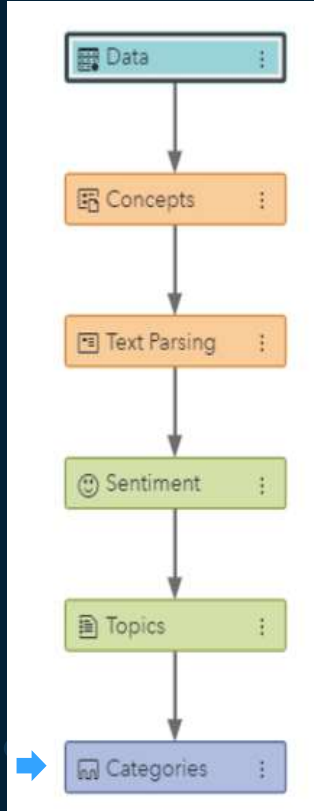 Data
Concepts
Text Parsing
Sentiment
Topics
Categories